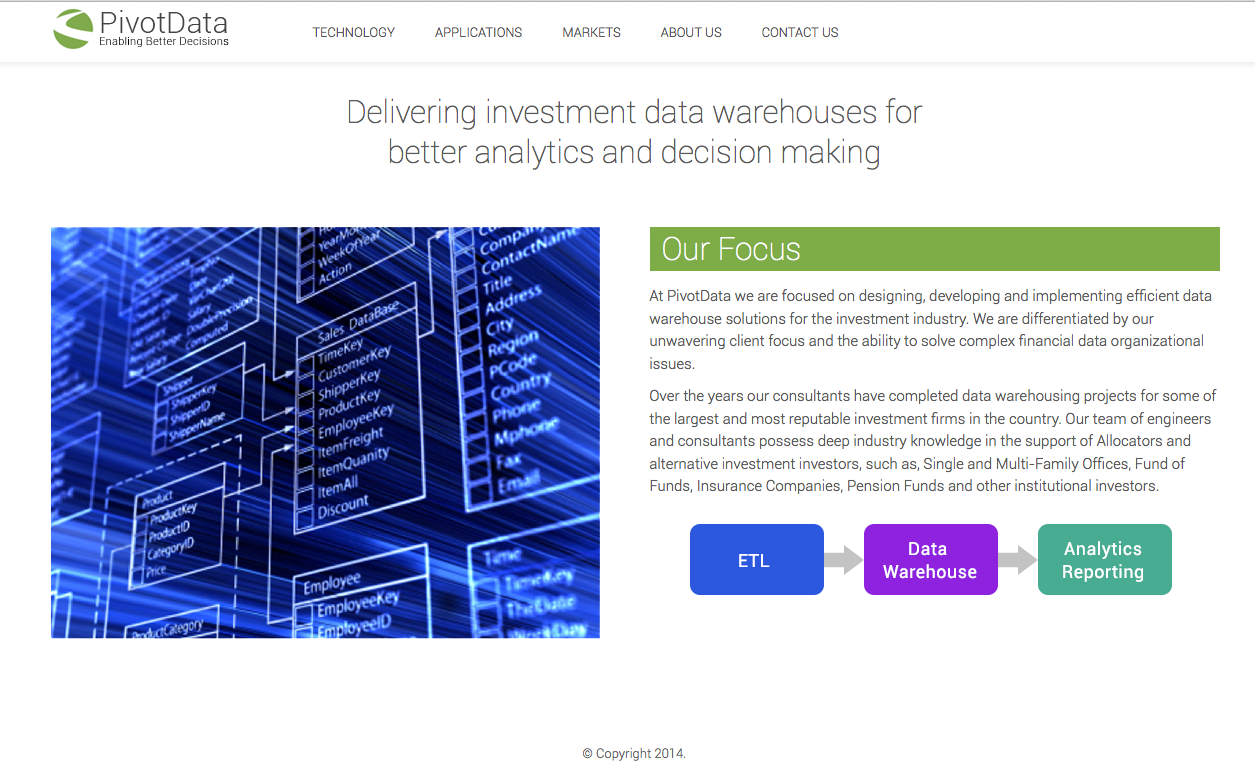 PivotData
Enabling Better Decisions
TECHNOLOGY
APPLICATIONS
MARKETS
ABOUT US
CONTACT US
Delivering investment data warehouses for
better analytics and decision making
YearMo
WeekOfYear
Action
Sales_DataBase
TimeKey
CustomerKey
ShipperKey
ProductKey
EmployeeKey
ItemFreight
ItemQuanity
ItemAll
Discount
Company
ContactName
Title
Address
City
Region
PCode
Country
Phone
Mphone
Fax
Email
Salary
DoublePrecision
Computed
Shipper
ShipperKey
ShipperID
ShipperName
Product
ProductKey
ProductID
CategoryID
Price
ProductCategory
Employee
EmployeeKey
EmployeeID
Time
TimeKey
TheDate
WeekDay
Our Focus
At PivotData we are focused on designing, developing and implementing efficient data
warehouse solutions for the investment industry. We are differentiated by our
unwavering client focus and the ability to solve complex financial data organizational
issues.
Over the years our consultants have completed data warehousing projects for some of
the largest and most reputable investment firms in the country. Our team of engineers
and consultants possess deep industry knowledge in the support of Allocators and
alternative investment investors, such as, Single and Multi-Family Offices, Fund of
Funds, Insurance Companies, Pension Funds and other institutional investors.
ETL
Data
Warehouse
Analytics
Reporting
© Copyright 2014.